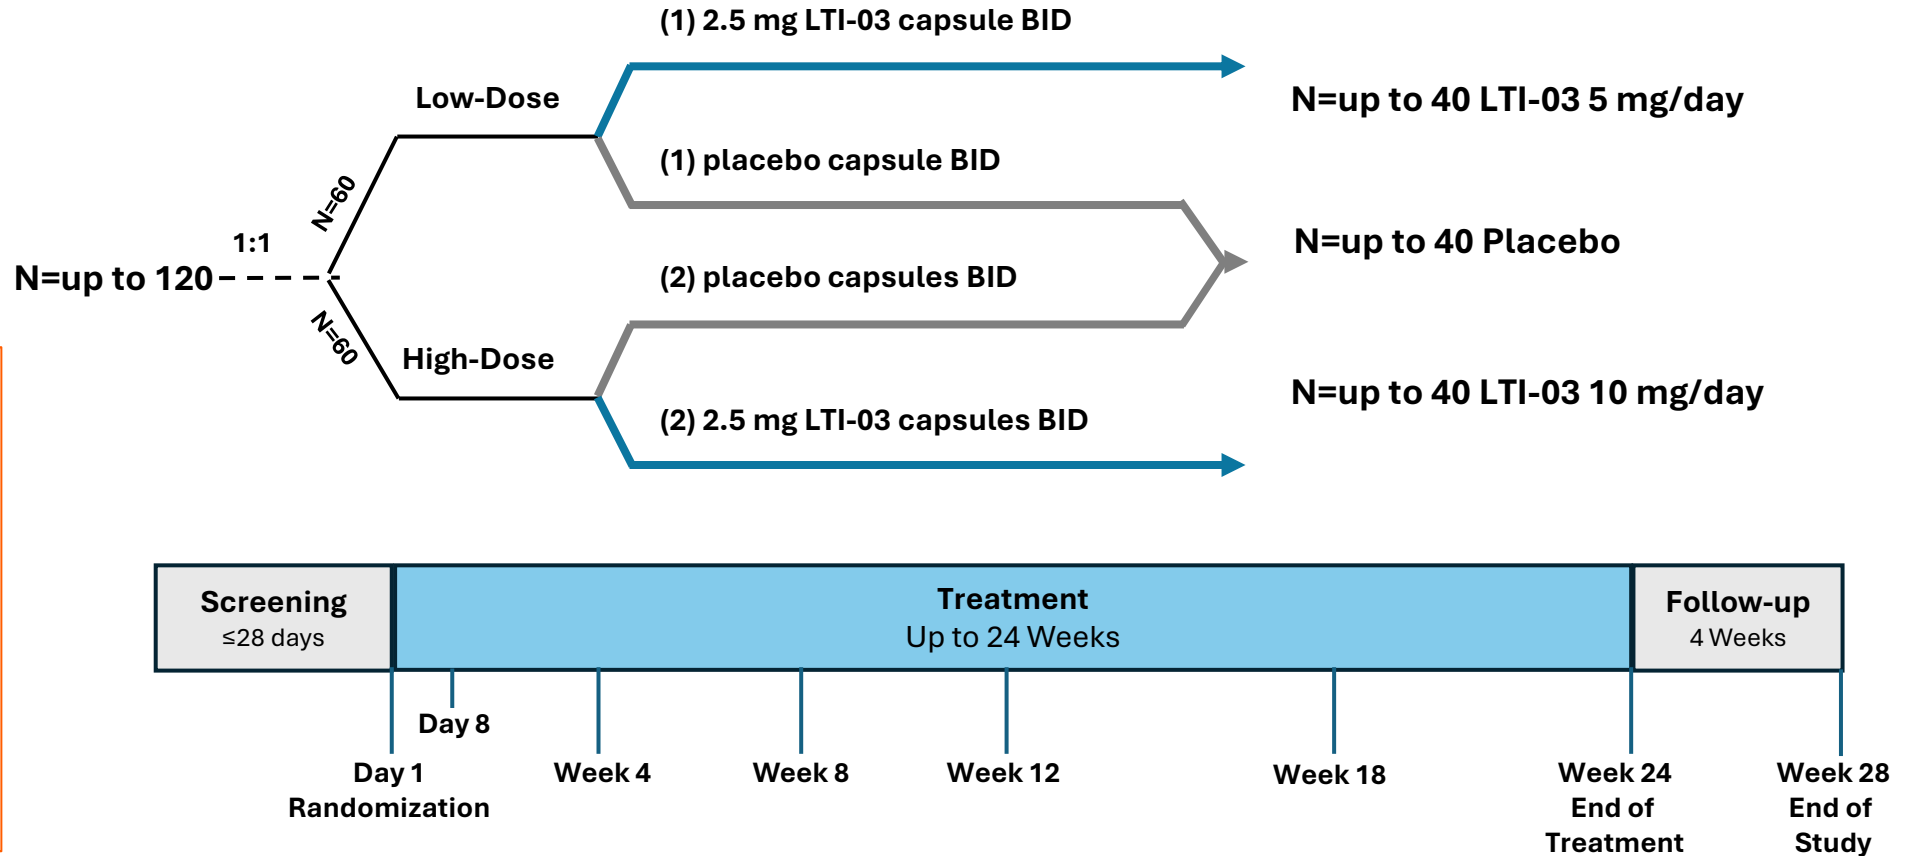 (1) 2.5 mg LTI-03 capsule BID
Low-Dose
N=up to 40 LTI-03 5 mg/day
(1) placebo capsule BID
N=60
1:1
N=up to 120
N=up to 40 Placebo
(2) placebo capsules BID
N=60
High-Dose
N=up to 40 LTI-03 10 mg/day
(2) 2.5 mg LTI-03 capsules BID
Screening
≤28 days
Treatment
Up to 24 Weeks
Follow-up
4 Weeks
Day 8
Day 1
Randomization
Week 4
Week 8
Week 12
Week 18
Week 24
End of
Treatment
Week 28
End of
Study